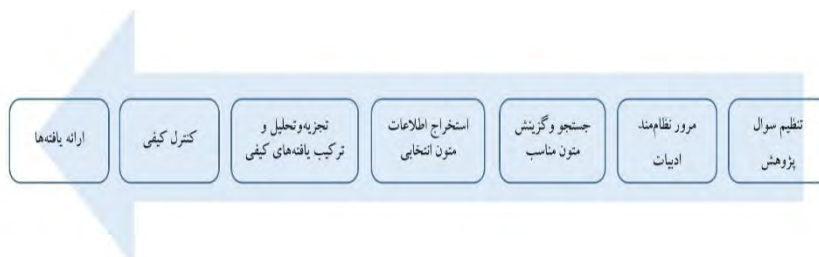 تنظیم سوال
پژوهش
مرور نظام‌مند
ادبیات
جستجو و گزینش
متون مناسب
استخراج اطلاعات
متون انتخابی
تجزیه‌وتحلیل و
ترکیب یافته‌های کیفی
کنترل کیفی
ارائه یافته‌ها